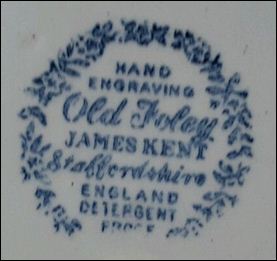 HAND
ENGRAVING
Old Foley
JAMES KENT
Staffordshire
ENGLAND
DETERGENT
PROOF